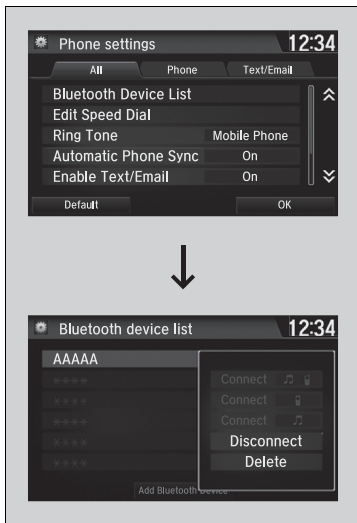 Phone settings 12:34
All Phone Text/Email
Bluetooth Device List
Edit Speed Dial
Ring Tone Mobile Phone
Automatic Phone Sync On
Enable Text/Email On
Default OK
Bluetooth device list 12:34
AAAAA
****
**** Connect
**** Connect
**** Connect
**** Disconnect
Delete
Add Bluetooth Device